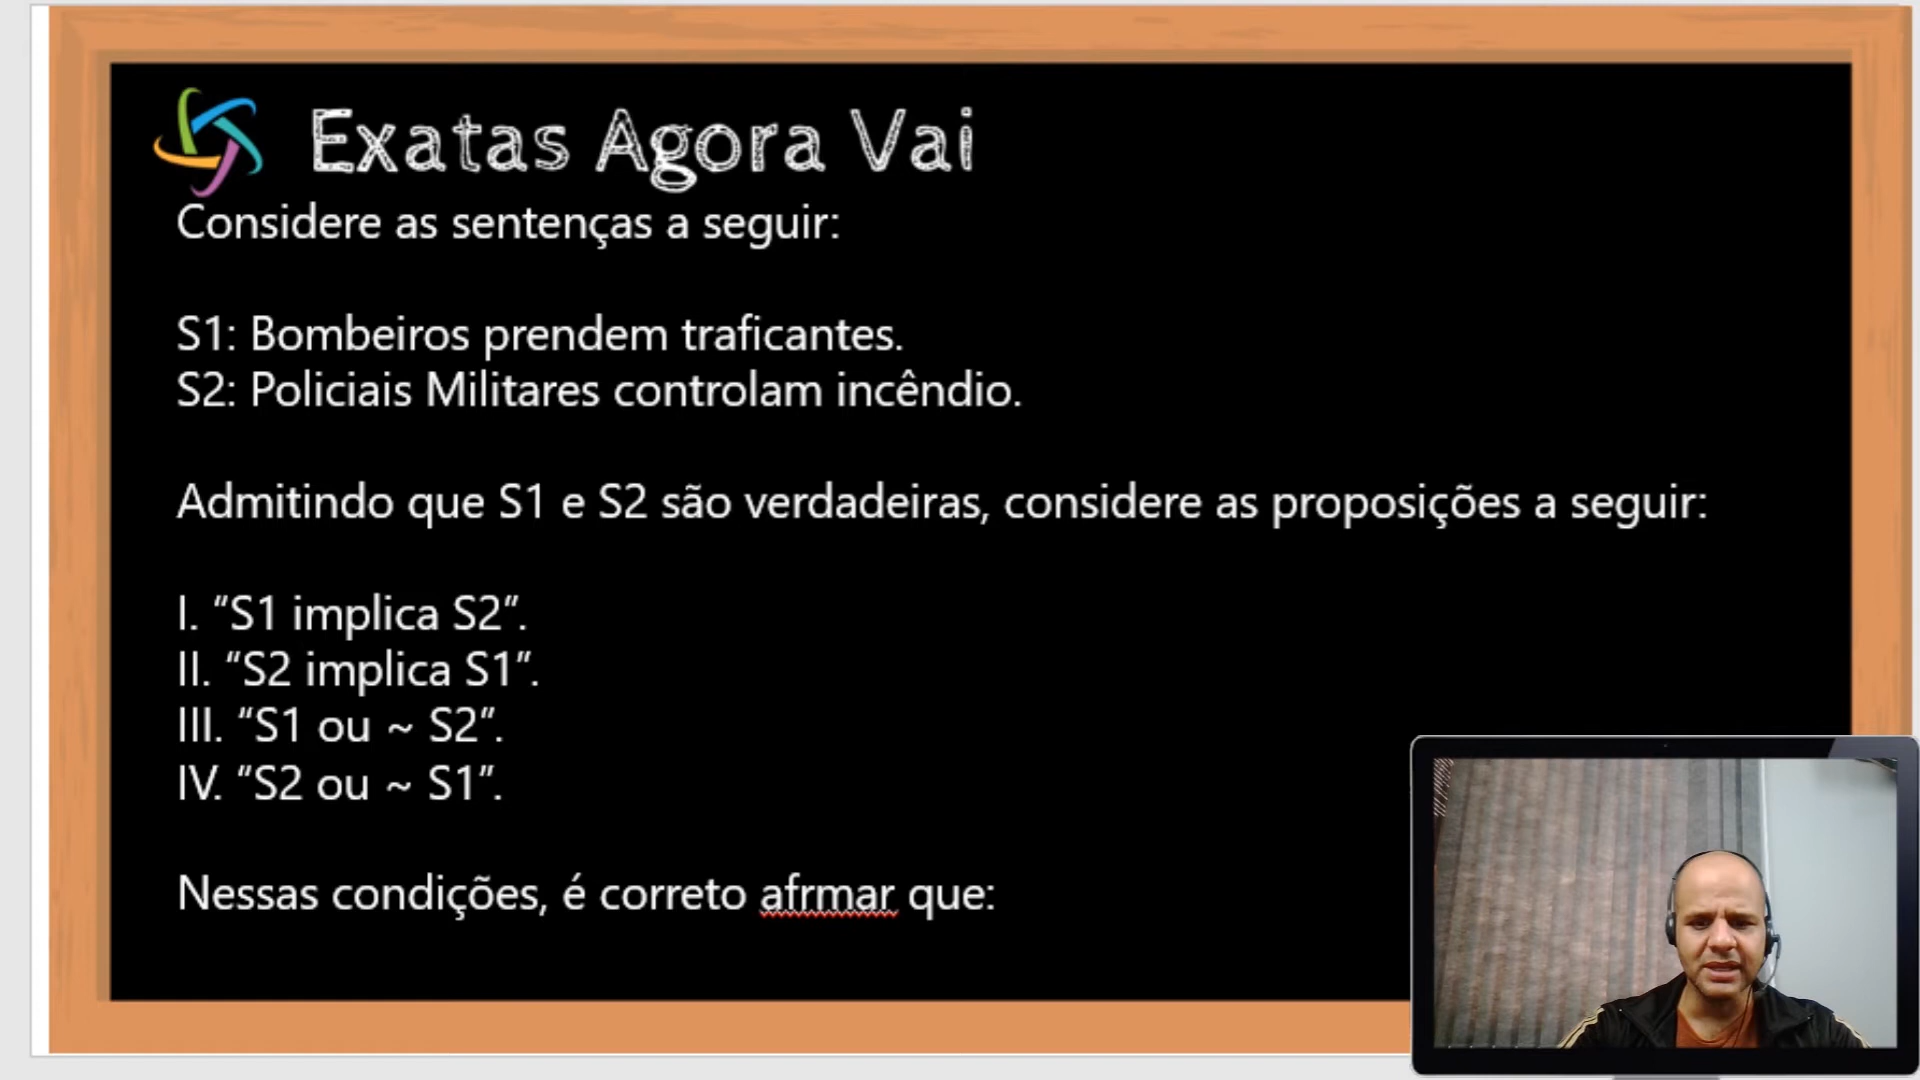 Exatas Agora Vai
Considere as sentenças a seguir:
S1: Bombeiros prendem traficantes.
S2: Policiais Militares controlam incêndio.
Admitindo que S1 e S2 são verdadeiras, considere as proposições a seguir:
I. “S1 implica S2”.
II. “S2 implica S1”.
III. “S1 ou ~ S2”.
IV. “S2 ou ~ S1”.
Nessas condições, é correto afrmar que: